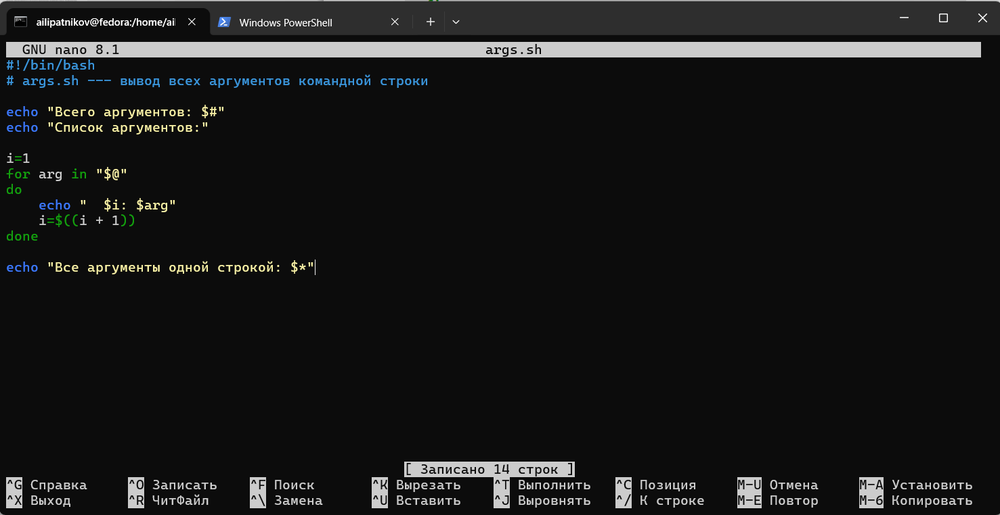 ailipatnikov@fedora:/home/ail Windows PowerShell
GNU nano 8.1 args.sh
#!/bin/bash
# args.sh --- вывод всех аргументов командной строки
echo "Всего аргументов: $#"
echo "Список аргументов:"
i=1
for arg in "$@"
do
    echo "  $i: $arg"
    i=$((i + 1))
done
echo "Все аргументы одной строкой: $*"
[ Записано 14 строк ]
^G Справка ^O Записать ^F Поиск ^K Вырезать ^T Выполнить ^C Позиция M-U Отмена M-A Установить
^X Выход ^R ЧитФайл ^\ Замена ^U Вставить ^J Выровнять ^/ К строке M-E Повтор M-6 Копировать